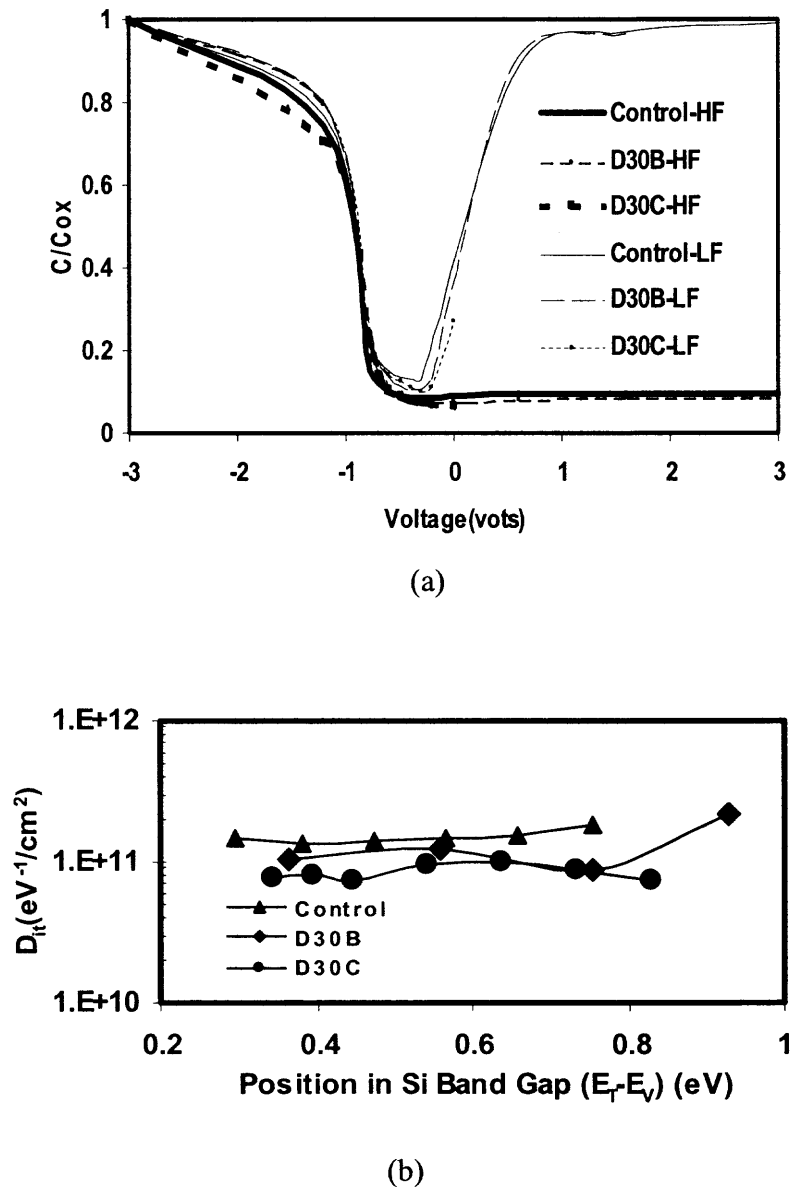 1
0.8
0.6
0.4
0.2
0
C/Cox
-3
-2
-1
0
1
2
3
Voltage(vots)
Control-HF
D30B-HF
D30C-HF
Control-LF
D30B-LF
D30C-LF
(a)
1.E+12
1.E+11
1.E+10
Dit(eV-1/cm2)
Control
D30B
D30C
0.2
0.4
0.6
0.8
1
Position in Si Band Gap (ET-EV) (eV)
(b)